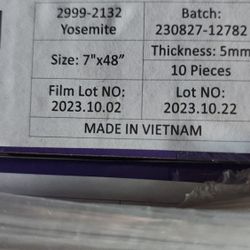 2999-2132
Yosemite
Batch:
230827-12782
Size: 7"x48”
Thickness: 5mm
10 Pieces
Film Lot NO:
2023.10.02
Lot NO:
2023.10.22
MADE IN VIETNAM